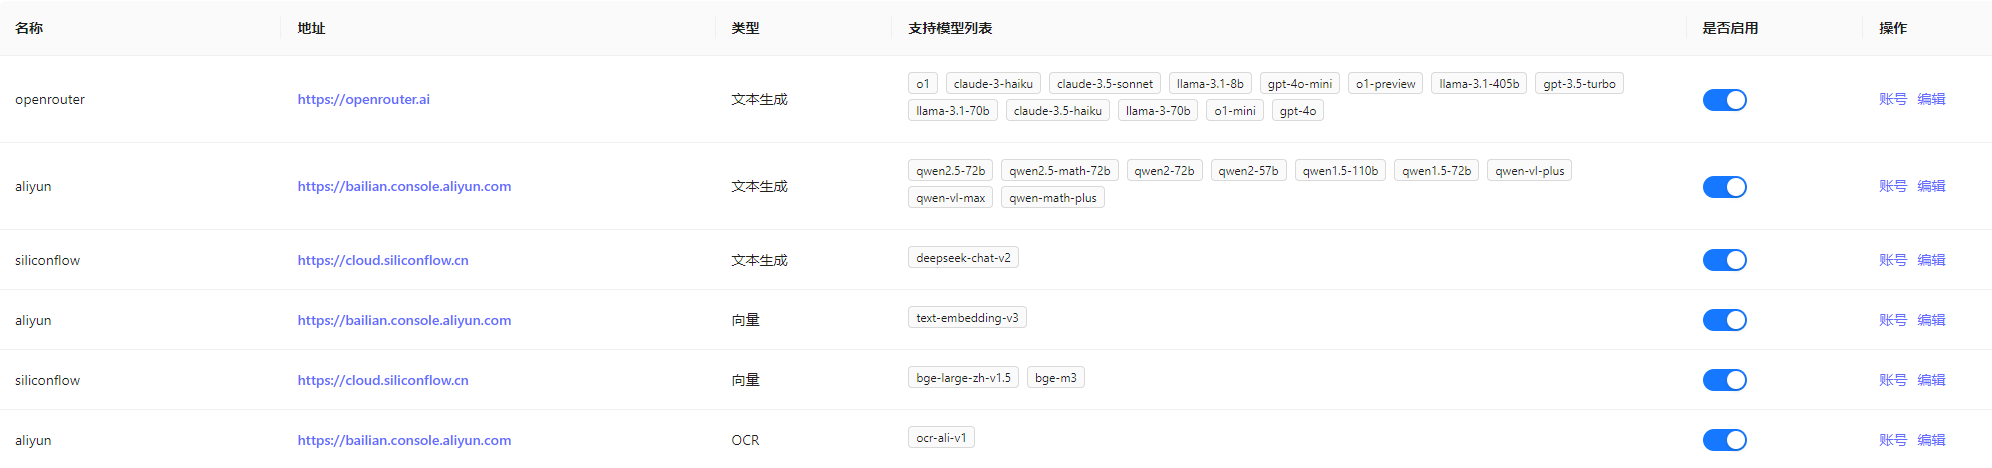 名称 地址 类型 支持模型列表 是否启用 操作
openrouter https://openrouter.ai 文本生成 o1 claude-3-haiku claude-3.5-sonnet llama-3.1-8b gpt-4o-mini o1-preview llama-3.1-405b gpt-3.5-turbo 账号 编辑
llama-3.1-70b claude-3.5-haiku llama-3-70b o1-mini gpt-4o
aliyun https://bailian.console.aliyun.com 文本生成 qwen2.5-72b qwen2.5-math-72b qwen2-72b qwen2-57b qwen1.5-110b qwen1.5-72b qwen-vl-plus 账号 编辑
qwen-vl-max qwen-math-plus
siliconflow https://cloud.siliconflow.cn 文本生成 deepseek-chat-v2 账号 编辑
aliyun https://bailian.console.aliyun.com 向量 text-embedding-v3 账号 编辑
siliconflow https://cloud.siliconflow.cn 向量 bge-large-zh-v1.5 bge-m3 账号 编辑
aliyun https://bailian.console.aliyun.com OCR ocr-ali-v1 账号 编辑